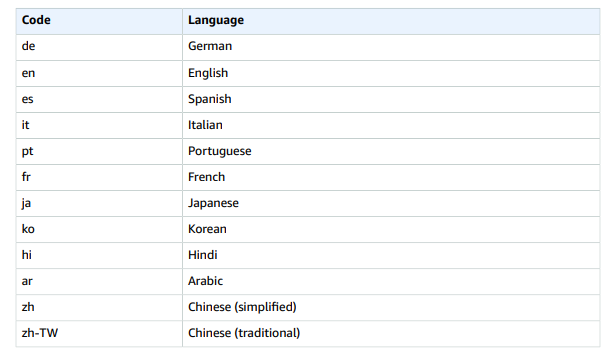 Code Language
de German
en English
es Spanish
it Italian
pt Portuguese
fr French
ja Japanese
ko Korean
hi Hindi
ar Arabic
zh Chinese (simplified)
zh-TW Chinese (traditional)